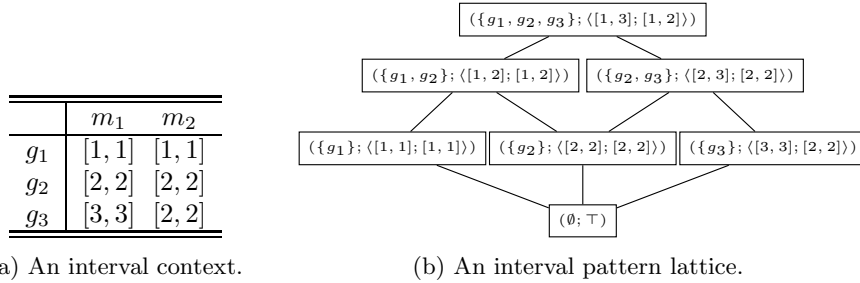 m₁ m₂
g₁ [1, 1] [1, 1]
g₂ [2, 2] [2, 2]
g₃ [3, 3] [2, 2]
a) An interval context.
({g₁, g₂, g₃}; ⟨[1, 3]; [1, 2]⟩)
({g₁, g₂}; ⟨[1, 2]; [1, 2]⟩) ({g₂, g₃}; ⟨[2, 3]; [2, 2]⟩)
({g₁}; ⟨[1, 1]; [1, 1]⟩) ({g₂}; ⟨[2, 2]; [2, 2]⟩) ({g₃}; ⟨[3, 3]; [2, 2]⟩)
(∅; ⊤)
(b) An interval pattern lattice.